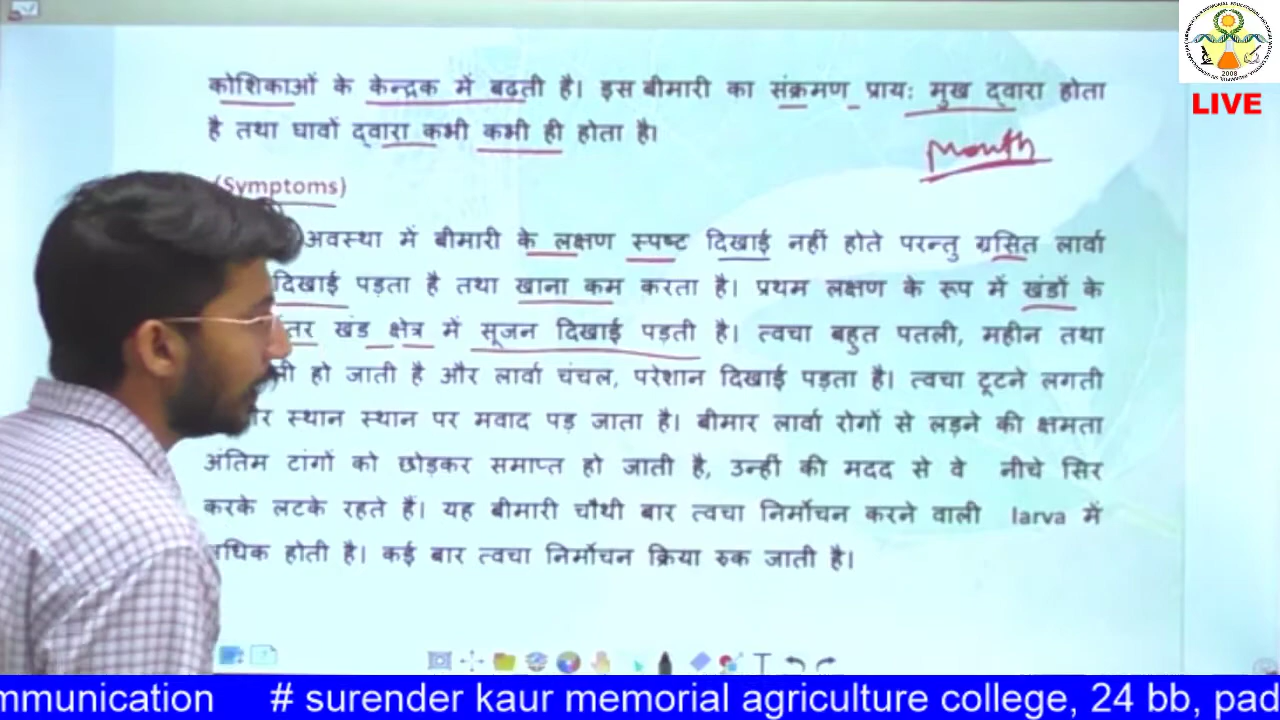 कोशिकाओं के केन्द्रक में बढ़ती है। इस बीमारी का संक्रमण प्राय: मुख द्वारा होता
है तथा घावों द्वारा कभी कभी ही होता है।
Mouth
(Symptoms)
अवस्था में बीमारी के लक्षण स्पष्ट दिखाई नहीं होते परन्तु ग्रसित लार्वा
दिखाई पड़ता है तथा खाना कम करता है। प्रथम लक्षण के रूप में खंडों के
खंड क्षेत्र में सूजन दिखाई पड़ती है। त्वचा बहुत पतली, महीन तथा
हो जाती है और लार्वा चंचल, परेशान दिखाई पड़ता है। त्वचा टूटने लगती
स्थान स्थान पर मवाद पड़ जाता है। बीमार लार्वा रोगों से लड़ने की क्षमता
अंतिम टांगों को छोड़कर समाप्त हो जाती है, उन्हीं की मदद से वे नीचे सिर
करके लटके रहते हैं। यह बीमारी चौथी बार त्वचा निर्मोचन करने वाली larva में
होती है। कई बार त्वचा निर्मोचन क्रिया रुक जाती है।
2008
LIVE
mmunication # surender kaur memorial agriculture college, 24 bb, pad